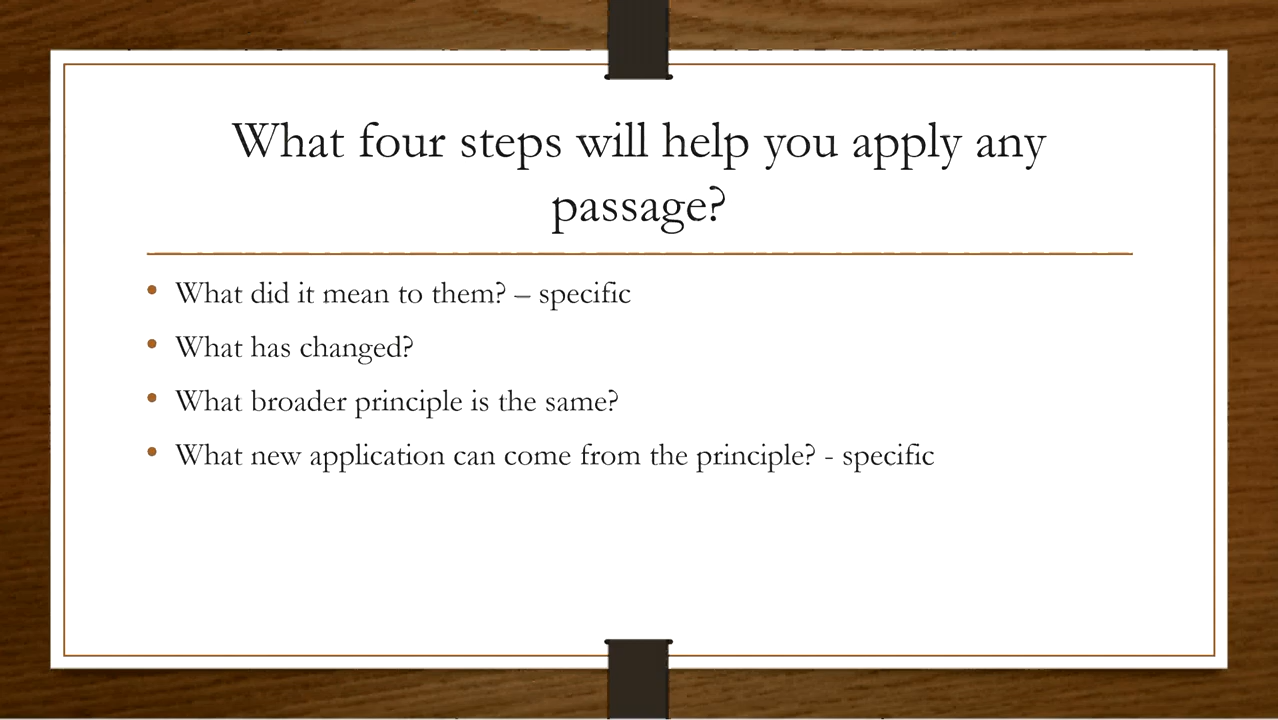 What four steps will help you apply any
passage?
• What did it mean to them? – specific
• What has changed?
• What broader principle is the same?
• What new application can come from the principle? - specific